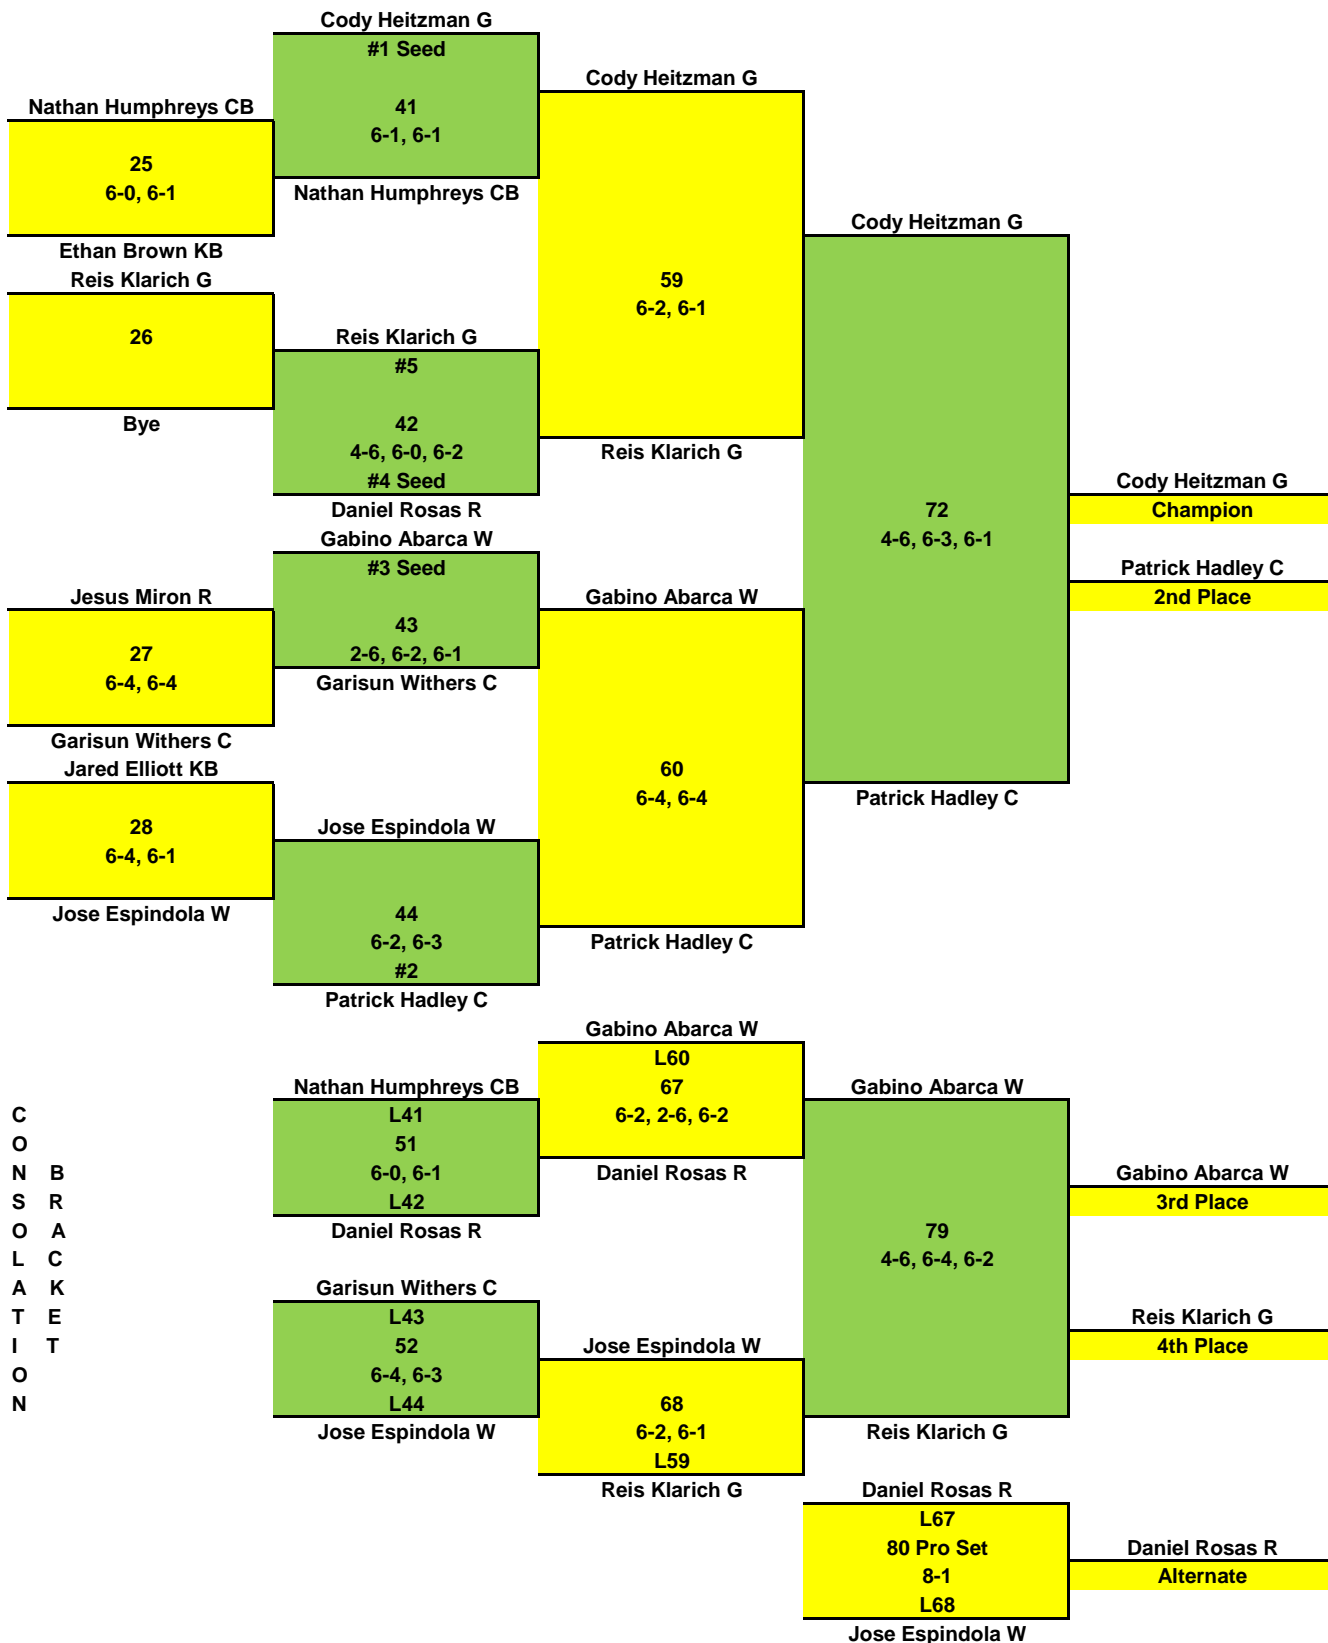 Cody Heitzman G
#1 Seed
Cody Heitzman G
Nathan Humphreys CB
41
6-1, 6-1
25
6-0, 6-1
Nathan Humphreys CB
Cody Heitzman G
Ethan Brown KB
Reis Klarich G
59
6-2, 6-1
26
Reis Klarich G
#5
Bye
42
4-6, 6-0, 6-2
Reis Klarich G
#4 Seed
Cody Heitzman G
Daniel Rosas R
72
Champion
Gabino Abarca W
4-6, 6-3, 6-1
#3 Seed
Patrick Hadley C
Jesus Miron R
Gabino Abarca W
2nd Place
43
27
2-6, 6-2, 6-1
6-4, 6-4
Garisun Withers C
Garisun Withers C
Jared Elliott KB
60
6-4, 6-4
Patrick Hadley C
28
Jose Espindola W
6-4, 6-1
Jose Espindola W
44
6-2, 6-3
Patrick Hadley C
#2
Patrick Hadley C
Gabino Abarca W
L60
Nathan Humphreys CB
67
Gabino Abarca W
CONSOLATION
BRACKET
L41
6-2, 2-6, 6-2
51
6-0, 6-1
Daniel Rosas R
Gabino Abarca W
L42
3rd Place
Daniel Rosas R
79
4-6, 6-4, 6-2
Garisun Withers C
L43
Reis Klarich G
52
Jose Espindola W
4th Place
6-4, 6-3
L44
68
Jose Espindola W
6-2, 6-1
Reis Klarich G
L59
Reis Klarich G
Daniel Rosas R
L67
80 Pro Set
Daniel Rosas R
8-1
Alternate
L68
Jose Espindola W